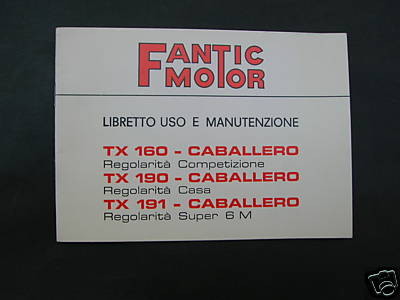 FANTIC
MOTOR
LIBRETTO USO E MANUTENZIONE
TX 160 - CABALLERO
Regolarità Competizione
TX 190 - CABALLERO
Regolarità Casa
TX 191 - CABALLERO
Regolarità Super 6 M